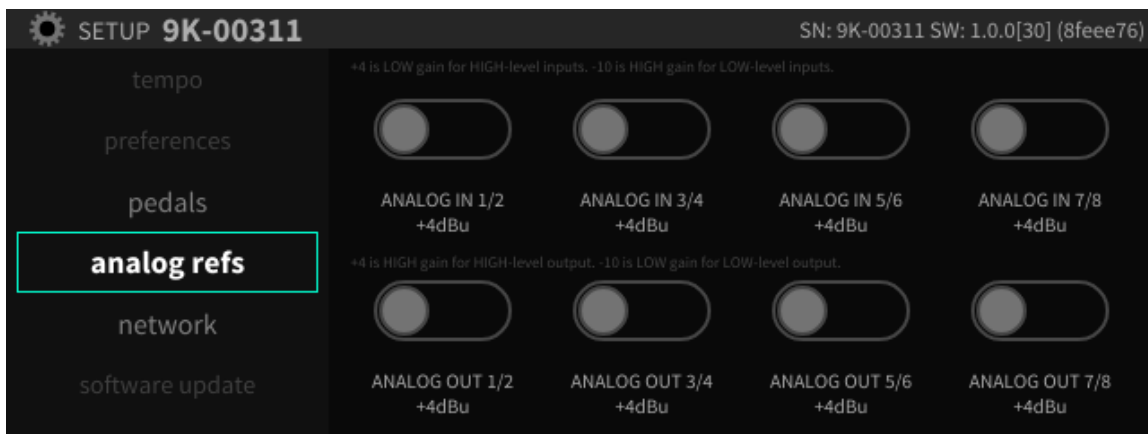 SETUP 9K-00311
SN: 9K-00311 SW: 1.0.0[30] (8feee76)
tempo
preferences
pedals
analog refs
network
software update
+4 is LOW gain for HIGH-level inputs. -10 is HIGH gain for LOW-level inputs.
ANALOG IN 1/2
+4dBu
ANALOG IN 3/4
+4dBu
ANALOG IN 5/6
+4dBu
ANALOG IN 7/8
+4dBu
+4 is HIGH gain for HIGH-level output. -10 is LOW gain for LOW-level output.
ANALOG OUT 1/2
+4dBu
ANALOG OUT 3/4
+4dBu
ANALOG OUT 5/6
+4dBu
ANALOG OUT 7/8
+4dBu